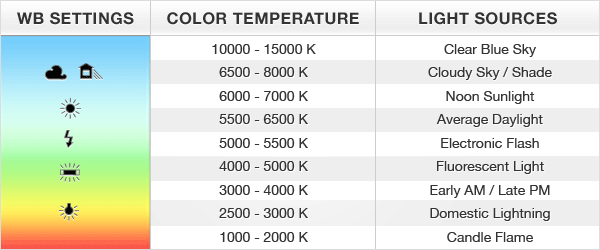 WB SETTINGS COLOR TEMPERATURE LIGHT SOURCES
10000 - 15000 K Clear Blue Sky
6500 - 8000 K Cloudy Sky / Shade
6000 - 7000 K Noon Sunlight
5500 - 6500 K Average Daylight
5000 - 5500 K Electronic Flash
4000 - 5000 K Fluorescent Light
3000 - 4000 K Early AM / Late PM
2500 - 3000 K Domestic Lightning
1000 - 2000 K Candle Flame